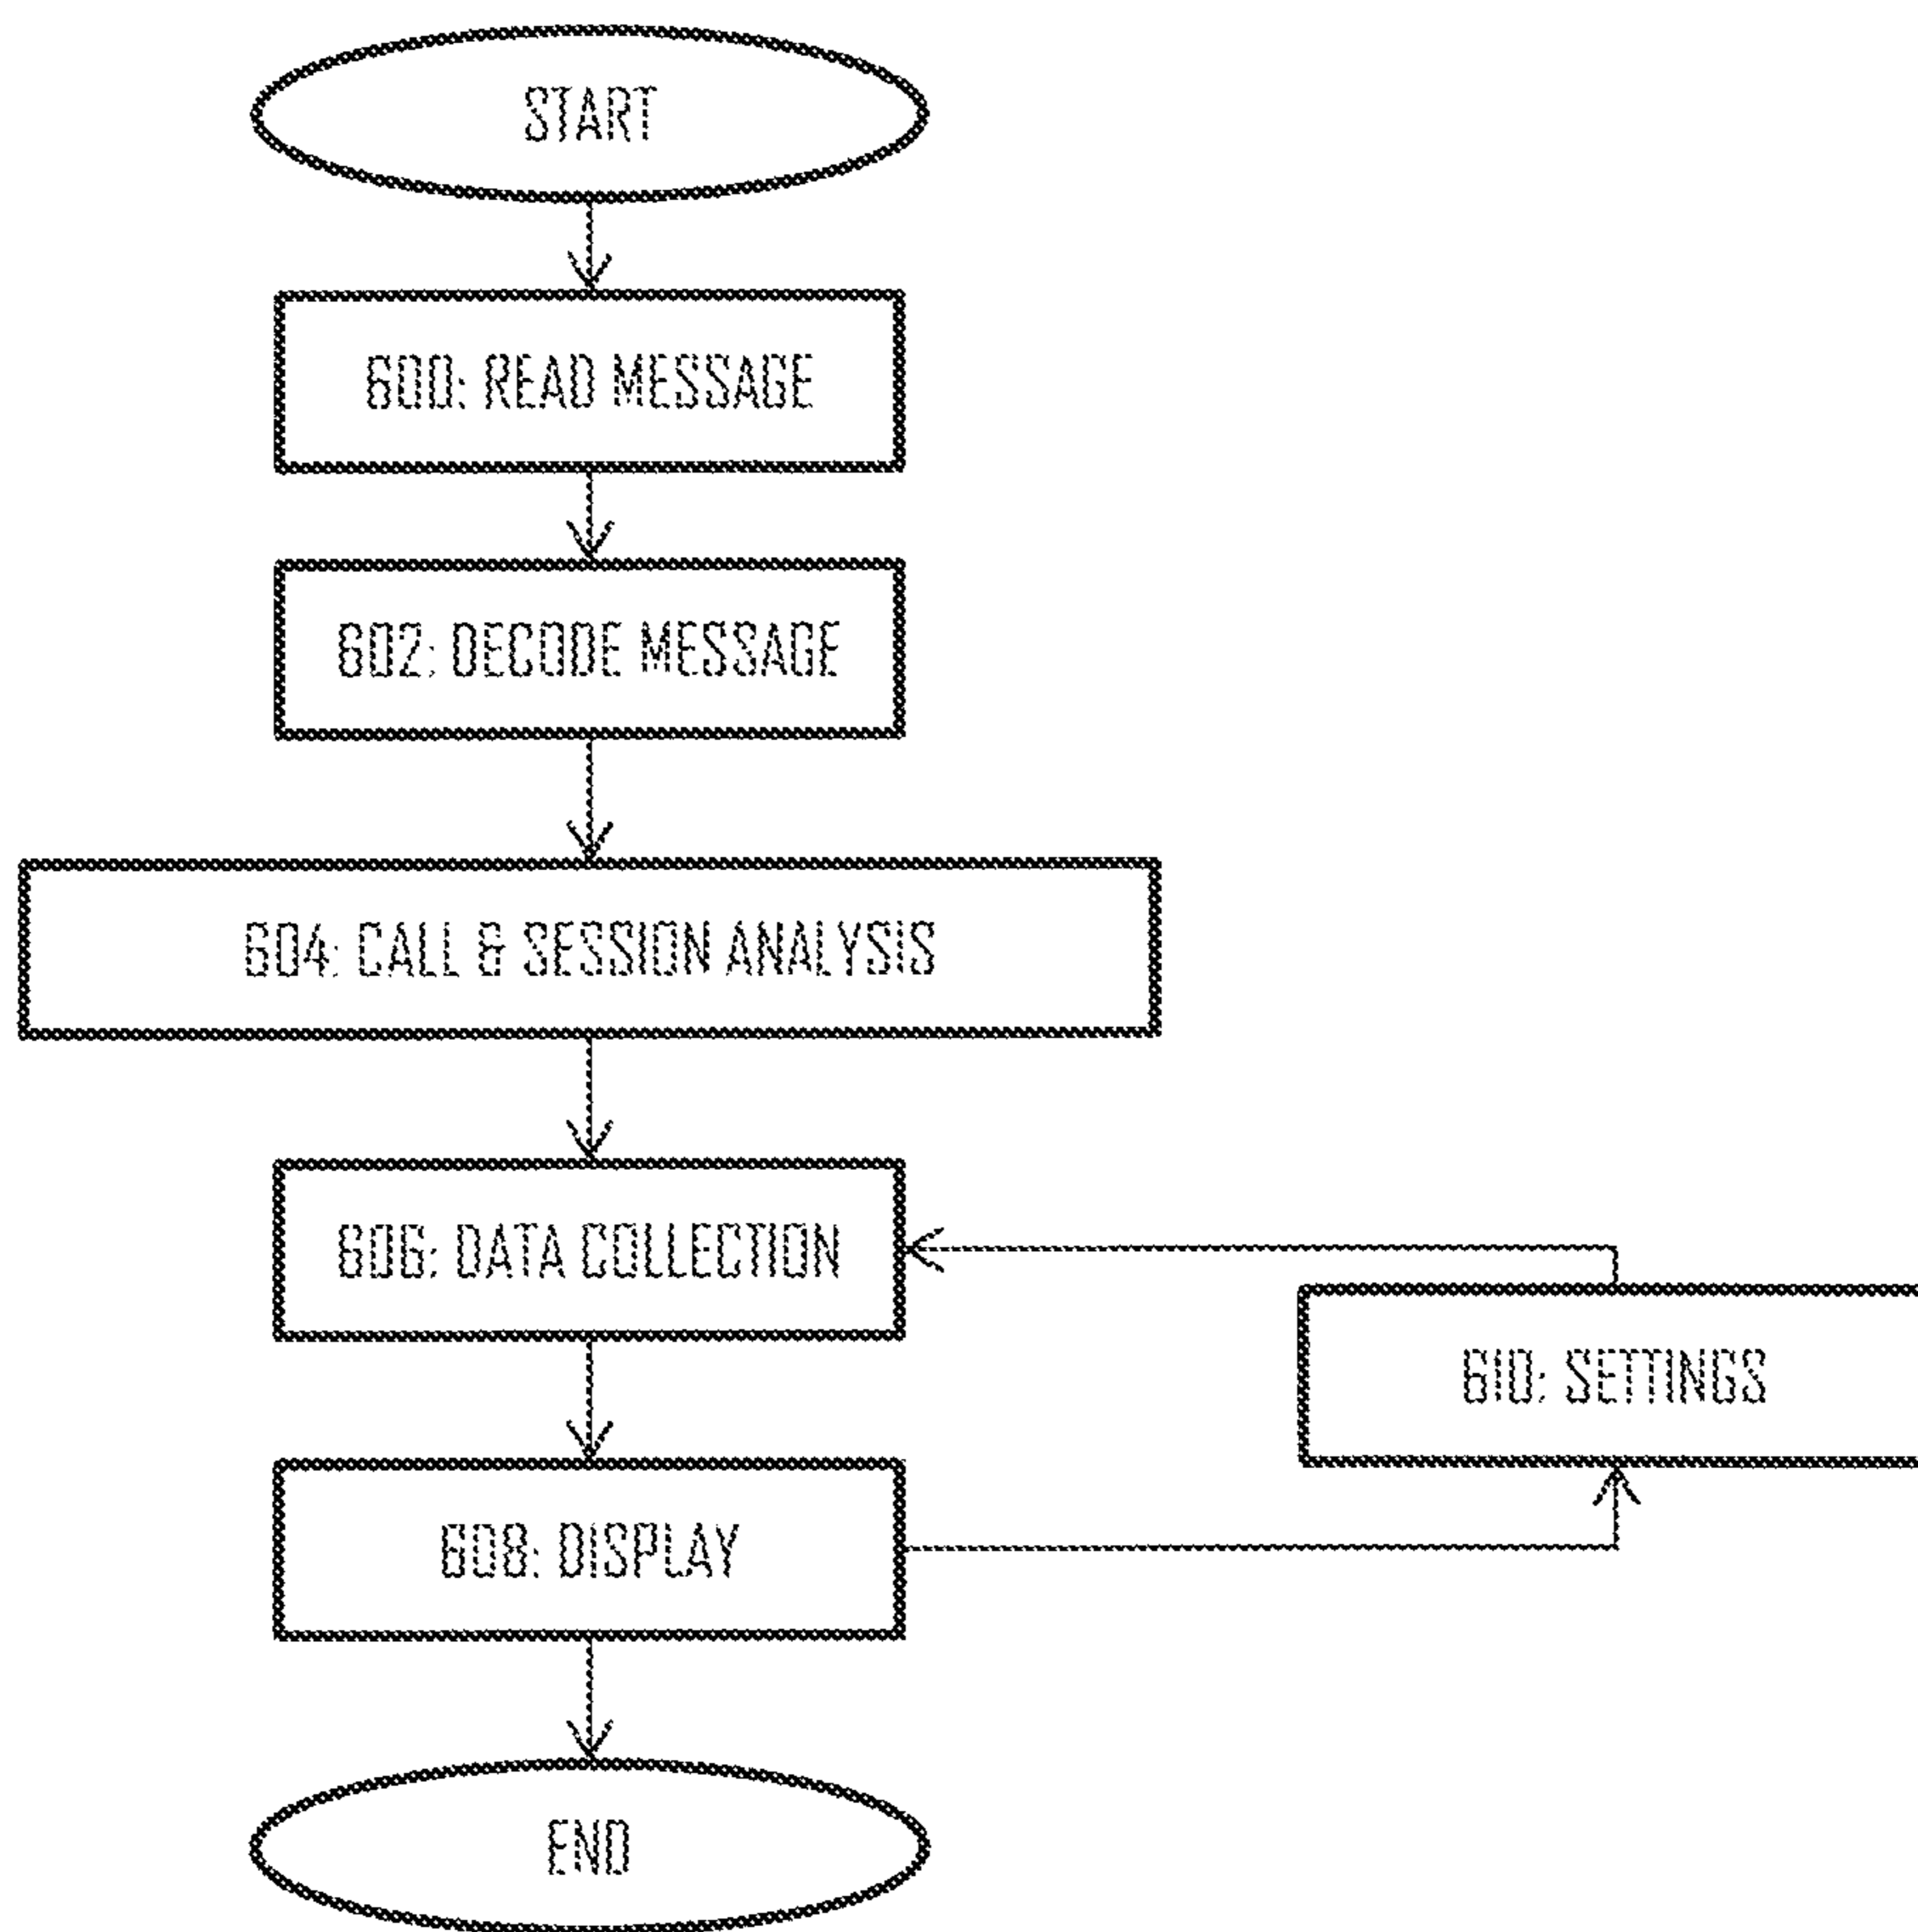 START
600: READ MESSAGE
602: DECODE MESSAGE
604: CALL & SESSION ANALYSIS
606: DATA COLLECTION
610: SETTINGS
608: DISPLAY
END